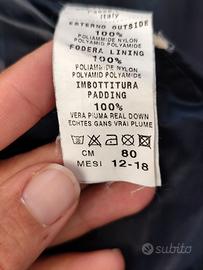 Italy
ESTERNO OUTSIDE
100%
POLIAMMIDE NYLON
POLYAMID POLYAMIDE
FODERA LINING
100%
POLIAMMIDE NYLON
POLYAMID POLYAMIDE
IMBOTTITURA
PADDING
100%
VERA PIUMA REAL DOWN
ECHTES GANS VRAI PLUME
CM 80
MESI 12-18
subito